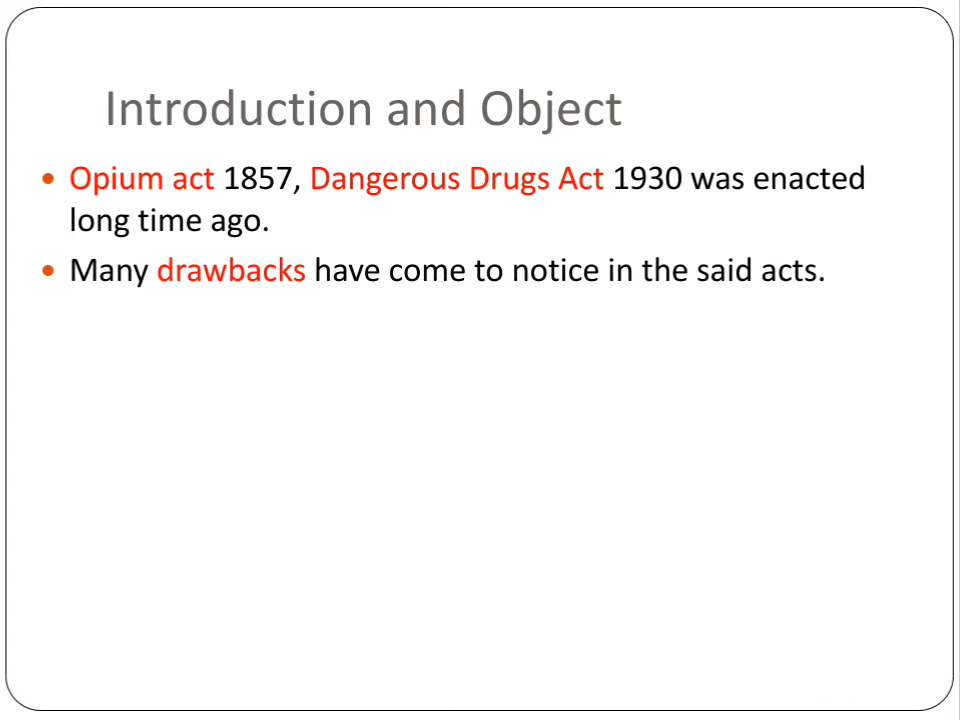 Introduction and Object
• Opium act 1857, Dangerous Drugs Act 1930 was enacted
long time ago.
• Many drawbacks have come to notice in the said acts.